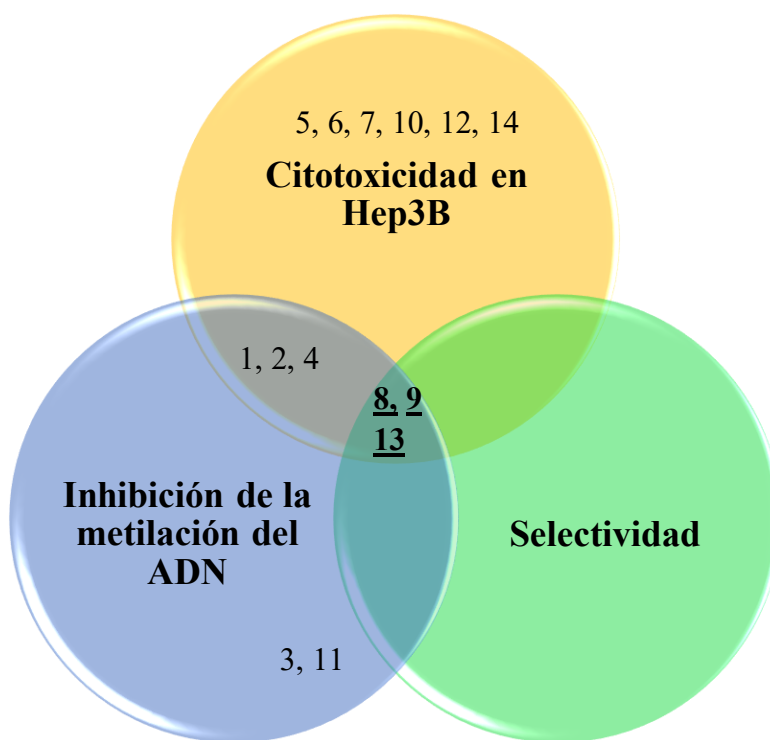 5, 6, 7, 10, 12, 14
Citotoxicidad en
Hep3B
1, 2, 4
8, 9
13
Inhibición de la
metilación del
ADN
Selectividad
3, 11